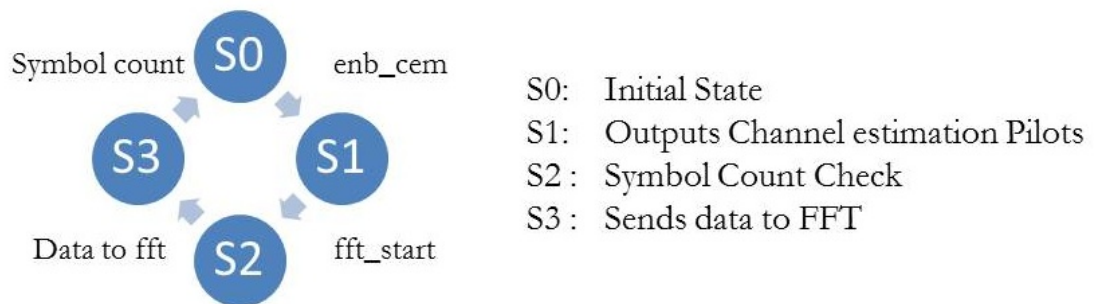 Symbol count
S0
enb_cem
S3
S1
Data to fft
S2
fft_start
S0: Initial State
S1: Outputs Channel estimation Pilots
S2 : Symbol Count Check
S3 : Sends data to FFT